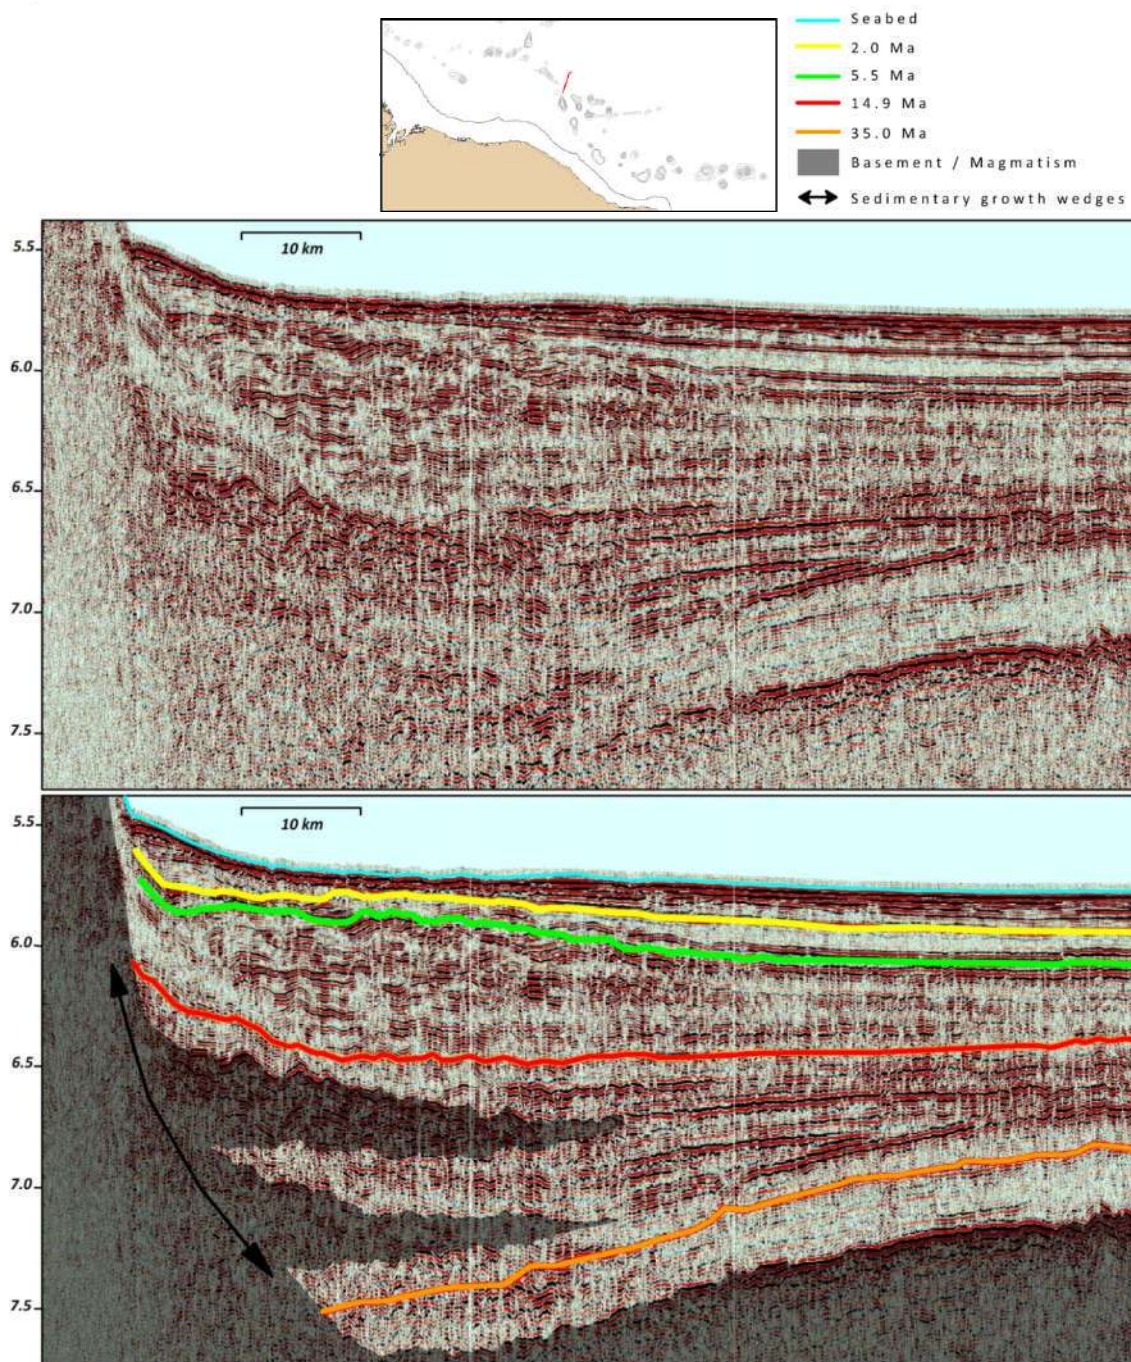 Seabed
2.0 Ma
5.5 Ma
14.9 Ma
35.0 Ma
Basement / Magmatism
Sedimentary growth wedges
5.5
10 km
6.0
6.5
7.0
7.5
5.5
10 km
6.0
6.5
7.0
7.5